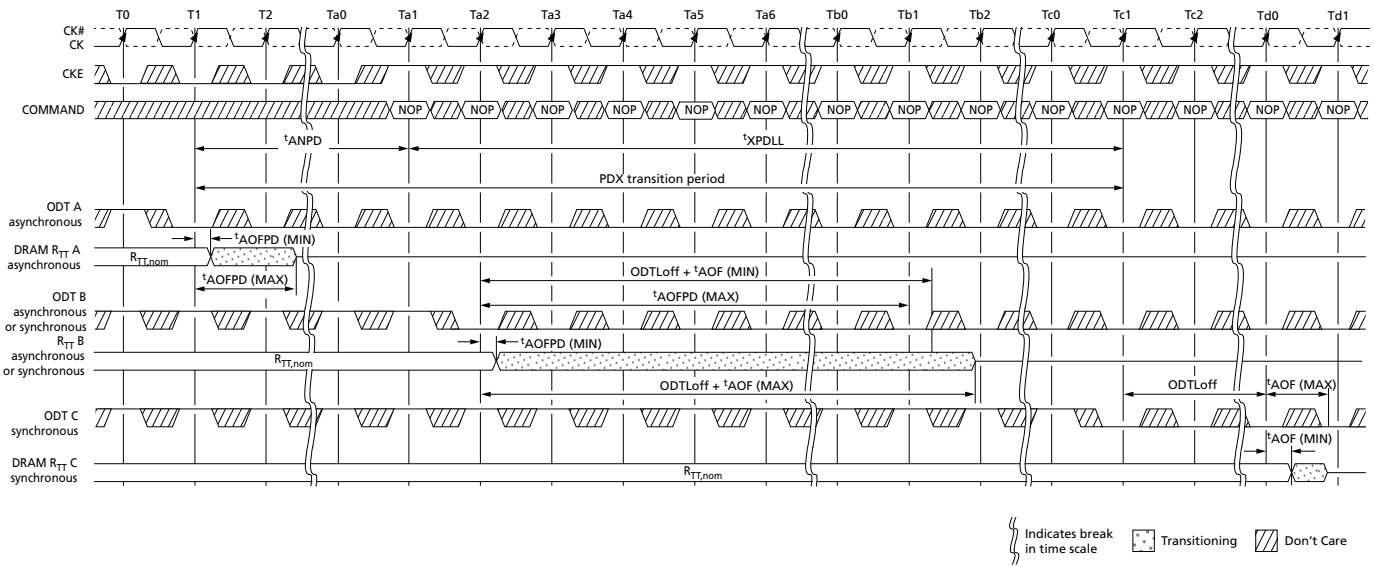 T0 T1 T2 Ta0 Ta1 Ta2 Ta3 Ta4 Ta5 Ta6 Tb0 Tb1 Tb2 Tc0 Tc1 Tc2 Td0 Td1
CK#
CK
CKE
COMMAND NOP NOP NOP NOP NOP NOP NOP NOP NOP NOP NOP NOP NOP NOP
tANPD tXPDLL
PDX transition period
ODT A
asynchronous
tAOFPD (MIN)
DRAM RTT A
asynchronous
RTT,nom
tAOFPD (MAX)
ODTLoff + tAOF (MIN)
tAOFPD (MAX)
ODT B
asynchronous
or synchronous
tAOFPD (MIN)
RTT B
asynchronous
or synchronous
RTT,nom
ODTLoff + tAOF (MAX)
ODTLoff tAOF (MAX)
ODT C
synchronous
tAOF (MIN)
DRAM RTT C
synchronous
RTT,nom
Indicates break
in time scale
Transitioning
Don't Care